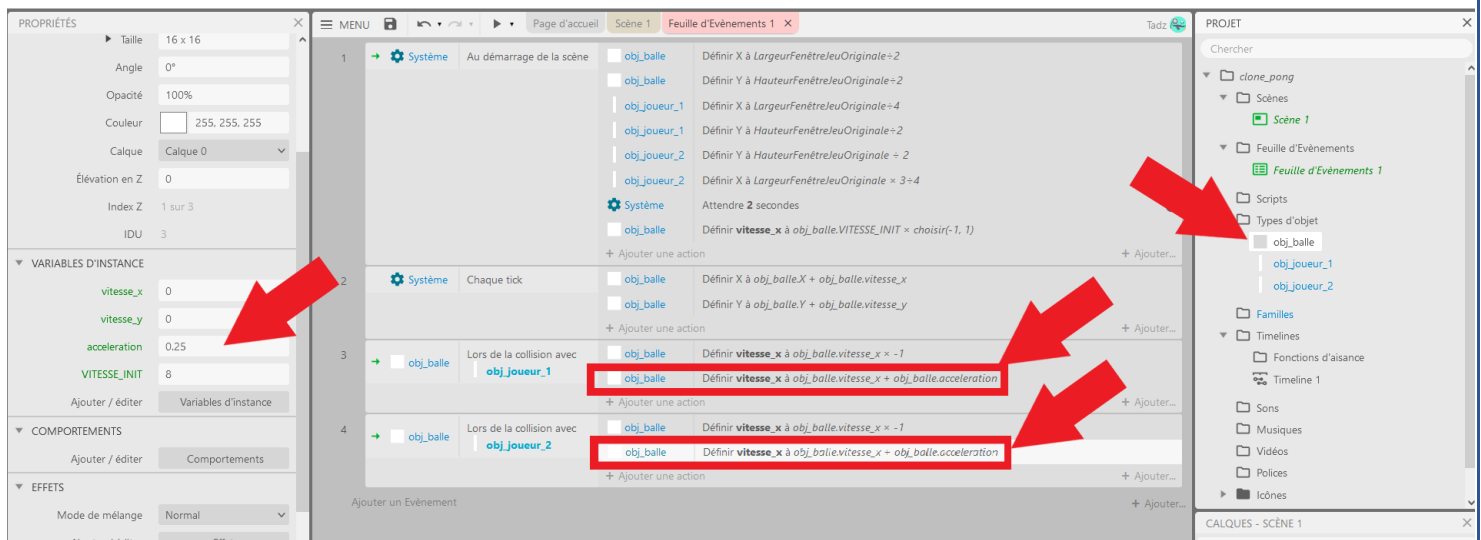 PROPRIÉTÉS
Taille 16 x 16
Angle 0°
Opacité 100%
Couleur 255, 255, 255
Calque Calque 0
Élévation en Z 0
Index Z 1 sur 3
IDU 3
VARIABLES D'INSTANCE
vitesse_x 0
vitesse_y 0
acceleration 0.25
VITESSE_INIT 8
Ajouter / éditer Variables d'instance
COMPORTEMENTS
Ajouter / éditer Comportements
EFFETS
Mode de mélange Normal
MENU Page d'accueil Scène 1 Feuille d'Evènements 1 Tadz
1 Système Au démarrage de la scène obj_balle Définir X à LargeurFenêtreJeuOriginale÷2
obj_balle Définir Y à HauteurFenêtreJeuOriginale÷2
obj_joueur_1 Définir X à LargeurFenêtreJeuOriginale÷4
obj_joueur_1 Définir Y à HauteurFenêtreJeuOriginale÷2
obj_joueur_2 Définir Y à HauteurFenêtreJeuOriginale ÷ 2
obj_joueur_2 Définir X à LargeurFenêtreJeuOriginale × 3÷4
Système Attendre 2 secondes
obj_balle Définir vitesse_x à obj_balle.VITESSE_INIT × choisir(-1, 1)
+ Ajouter une action + Ajouter...
2 Système Chaque tick obj_balle Définir X à obj_balle.X + obj_balle.vitesse_x
obj_balle Définir Y à obj_balle.Y + obj_balle.vitesse_y
+ Ajouter une action + Ajouter...
3 obj_balle Lors de la collision avec obj_joueur_1 obj_balle Définir vitesse_x à obj_balle.vitesse_x × -1
obj_balle Définir vitesse_x à obj_balle.vitesse_x + obj_balle.acceleration
+ Ajouter une action + Ajouter...
4 obj_balle Lors de la collision avec obj_joueur_2 obj_balle Définir vitesse_x à obj_balle.vitesse_x × -1
obj_balle Définir vitesse_x à obj_balle.vitesse_x + obj_balle.acceleration
+ Ajouter une action + Ajouter...
Ajouter un Evènement + Ajouter...
PROJET
Chercher
clone_pong
Scènes
Scène 1
Feuille d'Evènements
Feuille d'Evènements 1
Scripts
Types d'objet
obj_balle
obj_joueur_1
obj_joueur_2
Familles
Timelines
Fonctions d'aisance
Timeline 1
Sons
Musiques
Vidéos
Polices
Icônes
CALQUES - SCÈNE 1